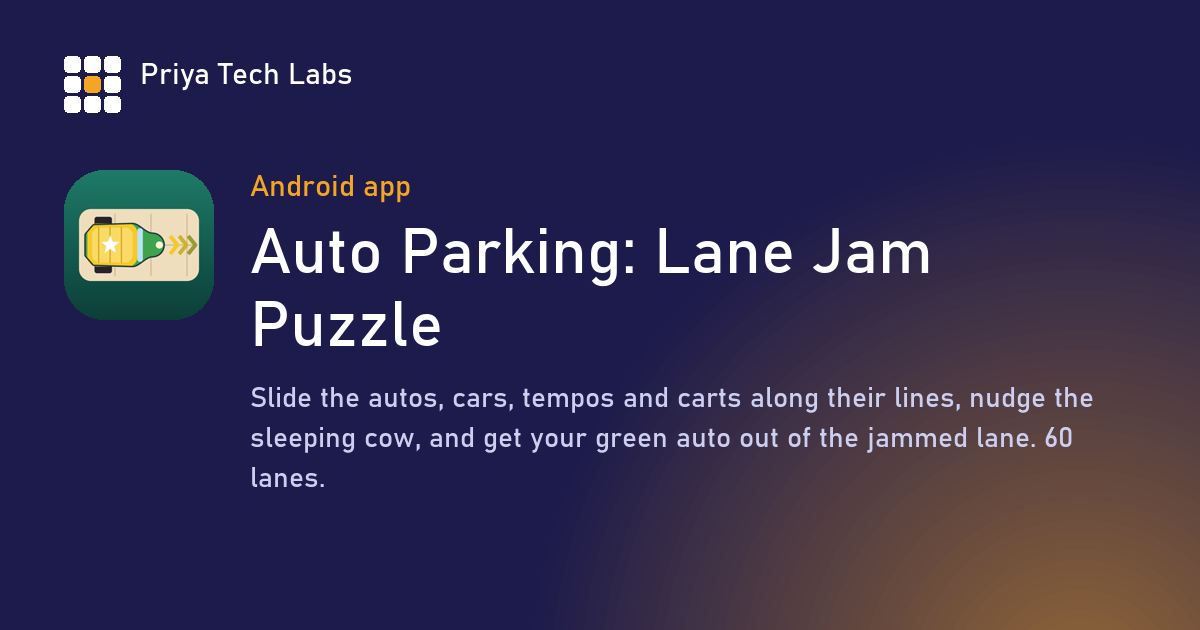 Priya Tech Labs
Android app
Auto Parking: Lane Jam
Puzzle
Slide the autos, cars, tempos and carts along their lines, nudge the
sleeping cow, and get your green auto out of the jammed lane. 60
lanes.